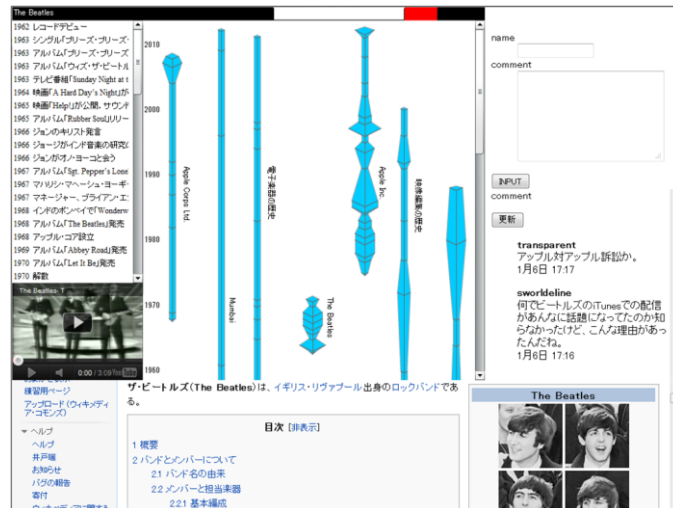 The Beatles
1962 レコードデビュー
1963 シングル「プリーズ・プリーズ・
1963 アルバム「プリーズ・プリーズ
1963 アルバム「ウィズ・ザ・ビートル
1963 テレビ番組「Sunday Night at t
1964 映画「A Hard Day's Night」が
1965 映画「Help!」が公開。サウンド
1965 アルバム「Rubber Soul」リリー
1966 ジョンのキリスト発言
1966 ジョージがインド音楽の研究に
1966 ジョンがオノ・ヨーコと会う
1967 アルバム「Sgt. Pepper's Lone
1967 マハリシ・マヘーシュ・ヨーギ・
1967 マネージャー、ブライアン・エ
1968 インドのボンベイで「Wonderw
1968 アルバム「The Beatles」発売
1968 アップル・コア設立
1969 アルバム「Abbey Road」発売
1970 アルバム「Let It Be」発売
1970 解散
2010
2000
1990
1980
1970
1960
Apple Corps Ltd.
Mumbai
電子楽器の歴史
The Beatles
Apple Inc.
映像編集の歴史
name
comment
INPUT
comment
更新
transparent
アップル対アップル訴訟か。
1月6日 17:17
sworldeline
何でビートルズのiTunesでの配信
があんなに話題になってたのか知
らなかったけど、こんな理由があっ
たんだね。
1月6日 17:16
The Beatles- T
0:00 / 3:09 YouTube
練習用ページ
アップロード (ウィキメディ
ア・コモンズ)
ヘルプ
ヘルプ
井戸端
お知らせ
バグの報告
寄付
ウィキメディアに関する
ザ・ビートルズ(The Beatles)は、イギリス・リヴァプール出身のロックバンドであ
る。
目次 [非表示]
1 概要
2 バンドとメンバーについて
2.1 バンド名の由来
2.2 メンバーと担当楽器
2.2.1 基本編成
The Beatles